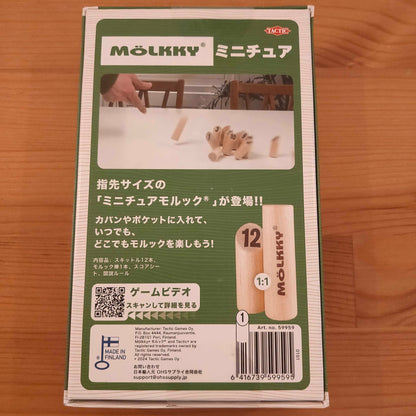 TACTIC
MÖLKKY® ミニチュア
指先サイズの
「ミニチュアモルック®」が登場!!
カバンやポケットに入れて、
いつでも、
どこでもモルックを楽しもう!
内容品：スキットル12本、
モルック棒1本、スコアシー
ト、国訳ルール
12
MÖLKKY®
1:1
ゲームビデオ
スキャンして詳細を見る
1
Art. no. 59959
MADE IN
FINLAND
Manufacturer: Tactic Games Oy,
P.O. Box 4444, Raumanjuovantie,
FI-28101 Pori, Finland.
Mölkky® モルック® and Tactic® are
registered trademarks owned by
Tactic Games Oy, Finland.
© 2024 Tactic Games Oy
お問い合わせ
日本輸入元 OHSサプライ合同会社
support@ohssupply.jp
6 416739 599595